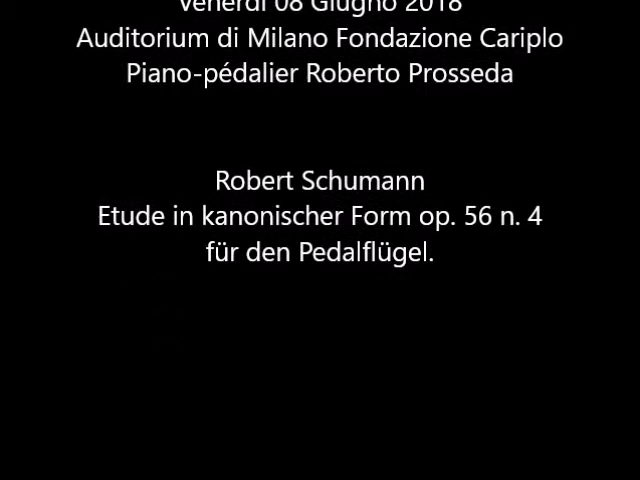 Venerdì 08 Giugno 2018
Auditorium di Milano Fondazione Cariplo
Piano-pédalier Roberto Prosseda
Robert Schumann
Etude in kanonischer Form op. 56 n. 4
für den Pedalflügel.